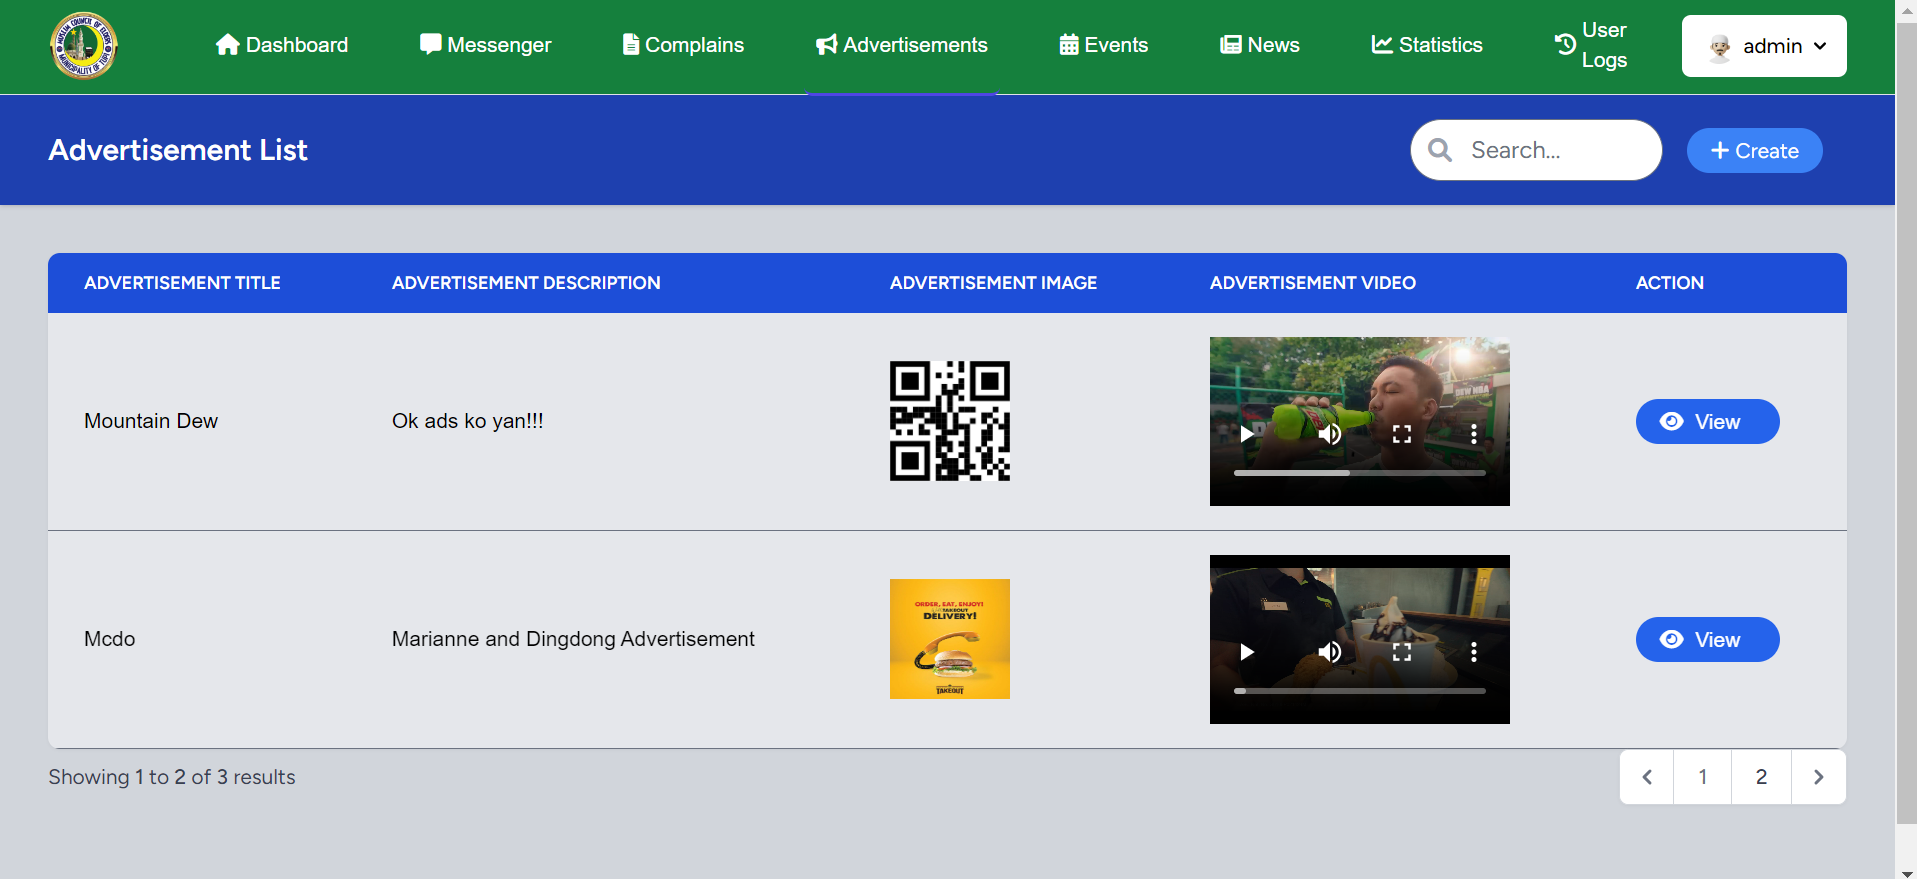 Dashboard
Messenger
Complains
Advertisements
Events
News
Statistics
User
Logs
admin
Advertisement List
Search...
Create
ADVERTISEMENT TITLE
ADVERTISEMENT DESCRIPTION
ADVERTISEMENT IMAGE
ADVERTISEMENT VIDEO
ACTION
Mountain Dew
Ok ads ko yan!!!
View
Mcdo
Marianne and Dingdong Advertisement
ORDER, EAT, ENJOY!
TAKEOUT
DELIVERY!
TAKEOUT
View
Showing 1 to 2 of 3 results
1
2